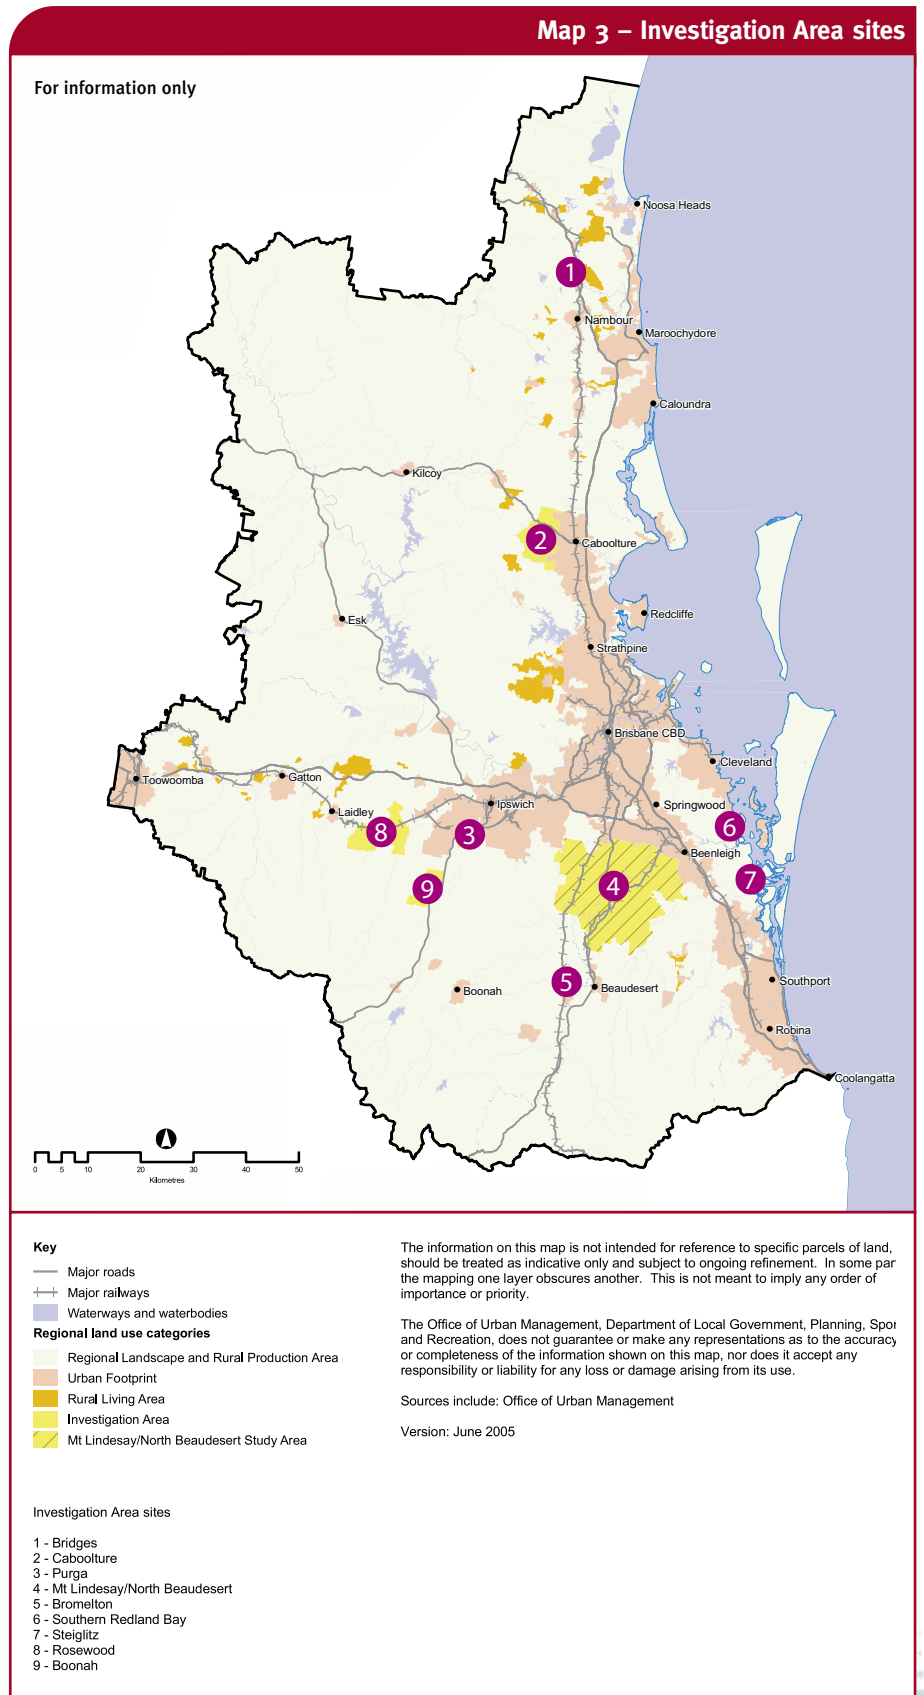 Map 3 – Investigation Area sites
For information only
Noosa Heads
1
Nambour
Maroochydore
Caloundra
Kilcoy
2
Caboolture
Redcliffe
Esk
Strathpine
Brisbane CBD
Cleveland
Toowoomba
Gatton
Ipswich
Springwood
Laidley
6
8
3
Beenleigh
7
9
4
5
Boonah
Beaudesert
Southport
Robina
Coolangatta
0 5 10 20 30 40 50
Kilometres
Key
Major roads
Major railways
Waterways and waterbodies
Regional land use categories
Regional Landscape and Rural Production Area
Urban Footprint
Rural Living Area
Investigation Area
Mt Lindesay/North Beaudesert Study Area
Investigation Area sites
1 - Bridges
2 - Caboolture
3 - Purga
4 - Mt Lindesay/North Beaudesert
5 - Bromelton
6 - Southern Redland Bay
7 - Steiglitz
8 - Rosewood
9 - Boonah
The information on this map is not intended for reference to specific parcels of land,
should be treated as indicative only and subject to ongoing refinement. In some par
the mapping one layer obscures another. This is not meant to imply any order of
importance or priority.
The Office of Urban Management, Department of Local Government, Planning, Spor
and Recreation, does not guarantee or make any representations as to the accuracy
or completeness of the information shown on this map, nor does it accept any
responsibility or liability for any loss or damage arising from its use.
Sources include: Office of Urban Management
Version: June 2005